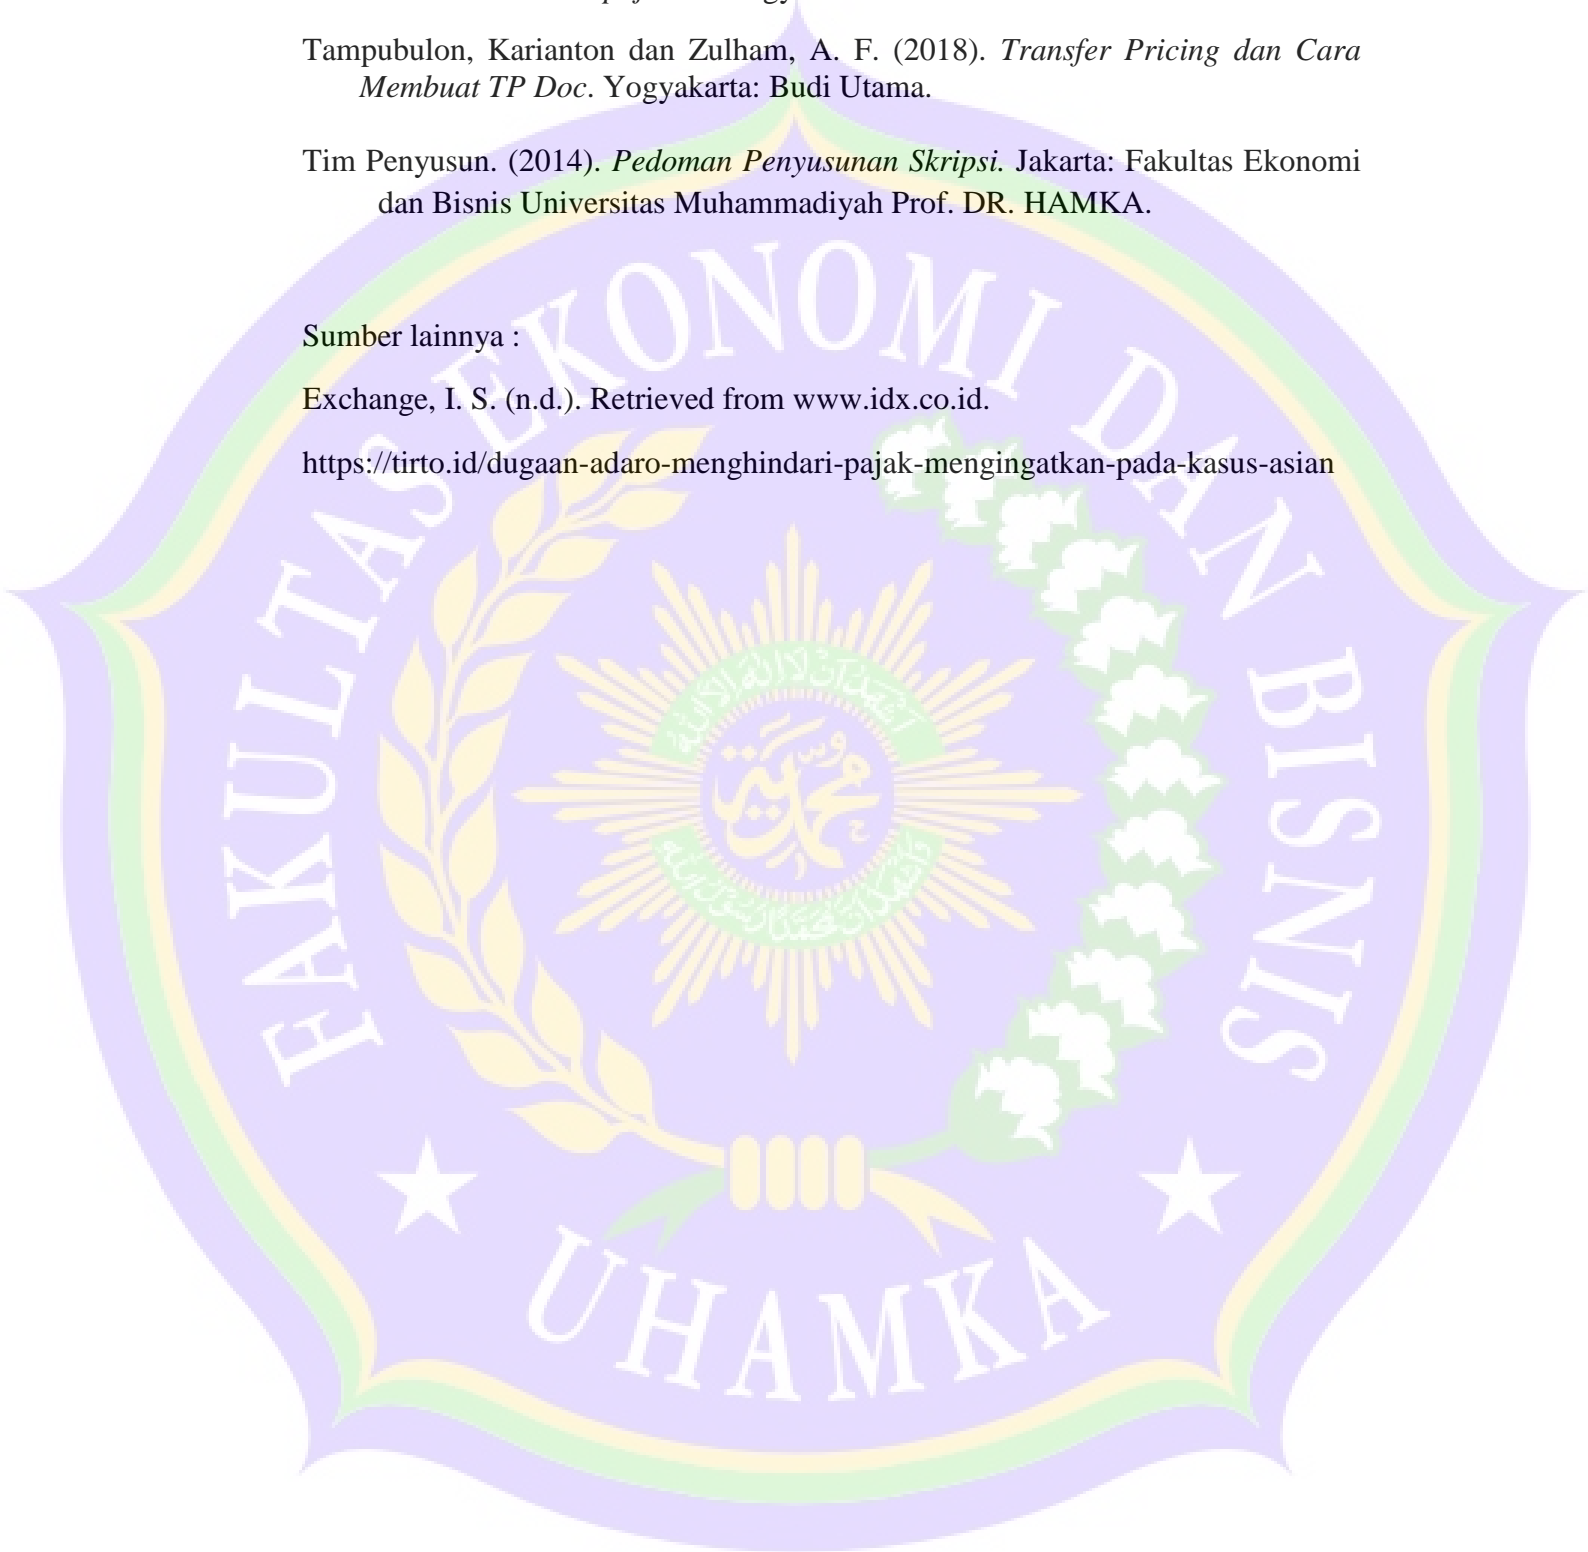 Tampubulon, Karianton dan Zulham, A. F. (2018). Transfer Pricing dan Cara
Membuat TP Doc. Yogyakarta: Budi Utama.
Tim Penyusun. (2014). Pedoman Penyusunan Skripsi. Jakarta: Fakultas Ekonomi
dan Bisnis Universitas Muhammadiyah Prof. DR. HAMKA.
Sumber lainnya :
Exchange, I. S. (n.d.). Retrieved from www.idx.co.id.
https://tirto.id/dugaan-adaro-menghindari-pajak-mengingatkan-pada-kasus-asian
FAKULTAS EKONOMI DAN BISNIS
UHAMKA